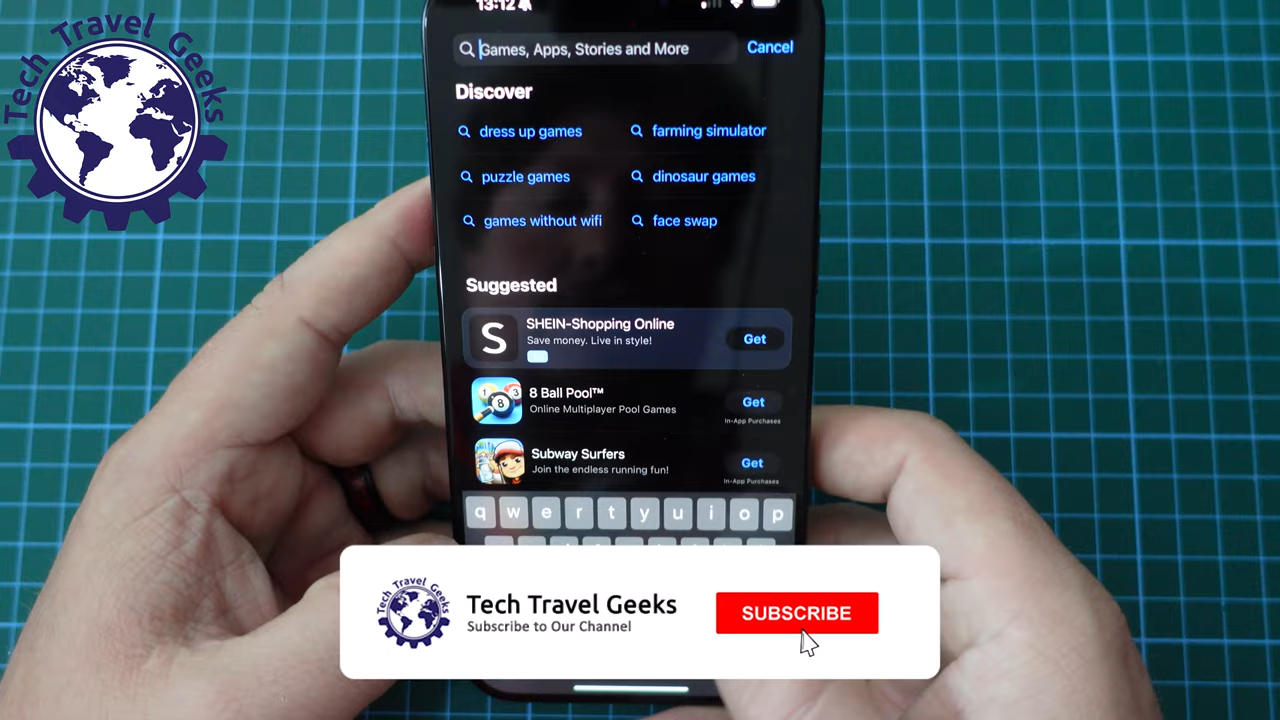 Tech Travel Geeks
13:12
Games, Apps, Stories and More
Cancel
Discover
dress up games
farming simulator
puzzle games
dinosaur games
games without wifi
face swap
Suggested
S
SHEIN-Shopping Online
Save money. Live in style!
Get
1
3
8
8 Ball Pool™
Online Multiplayer Pool Games
Get
In-App Purchases
Subway Surfers
Join the endless running fun!
Get
In-App Purchases
q w e r t y u i o p
Tech Travel Geeks
Tech Travel Geeks
Subscribe to Our Channel
SUBSCRIBE